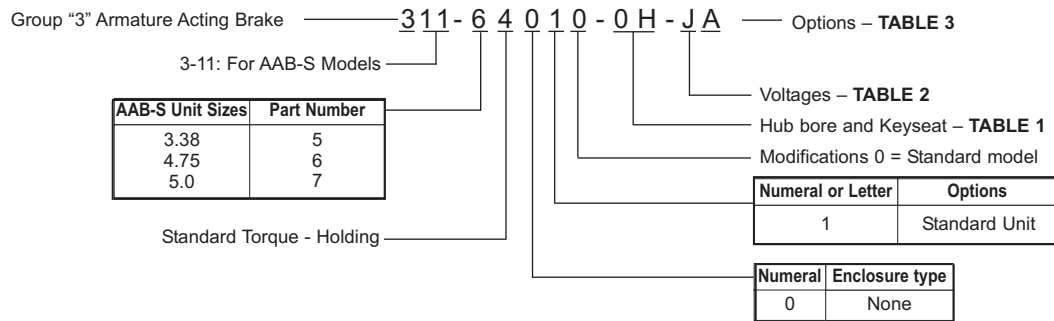 Group “3” Armature Acting Brake 311-64010-0H-JA Options – TABLE 3
3-11: For AAB-S Models
Voltages – TABLE 2
AAB-S Unit Sizes Part Number
3.38 5
4.75 6
5.0 7
Hub bore and Keyseat – TABLE 1
Modifications 0 = Standard model
Numeral or Letter Options
1 Standard Unit
Standard Torque - Holding
Numeral Enclosure type
0 None